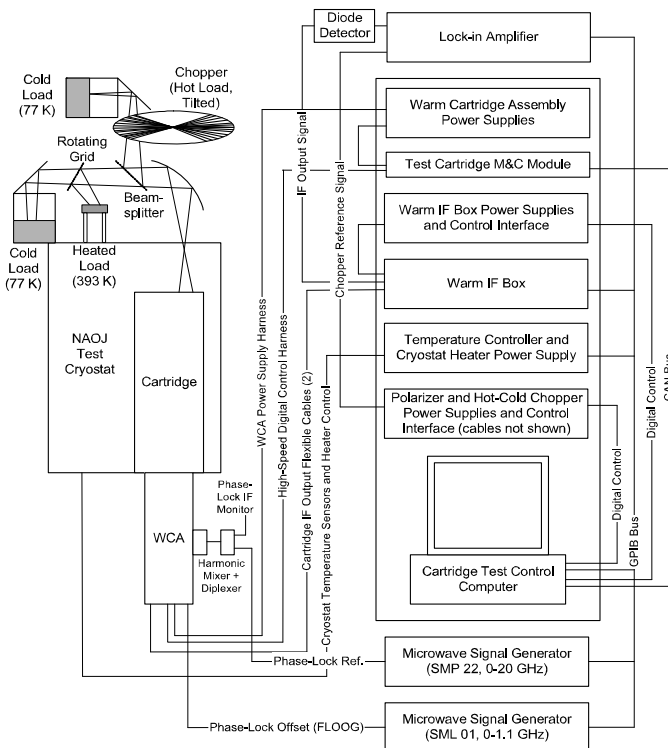 Diode
Detector
Lock-in Amplifier
Cold
Load
(77 K)
Chopper
(Hot Load,
Tilted)
Rotating
Grid
Beam-
splitter
Cold
Load
(77 K)
Heated
Load
(393 K)
NAOJ
Test
Cryostat
Cartridge
WCA
Phase-
Lock IF
Monitor
Harmonic
Mixer +
Diplexer
IF Output Signal
Chopper Reference Signal
WCA Power Supply Harness
High-Speed Digital Control Harness
Cartridge IF Output Flexible Cables (2)
Cryostat Temperature Sensors and Heater Control
Warm Cartridge Assembly
Power Supplies
Test Cartridge M&C Module
Warm IF Box Power Supplies
and Control Interface
Warm IF Box
Temperature Controller and
Cryostat Heater Power Supply
Polarizer and Hot-Cold Chopper
Power Supplies and Control
Interface (cables not shown)
Cartridge Test Control
Computer
Digital Control
GPIB Bus
Digital Control
CAN Bus
Phase-Lock Ref.
Microwave Signal Generator
(SMP 22, 0-20 GHz)
Phase-Lock Offset (FLOOG)
Microwave Signal Generator
(SML 01, 0-1.1 GHz)